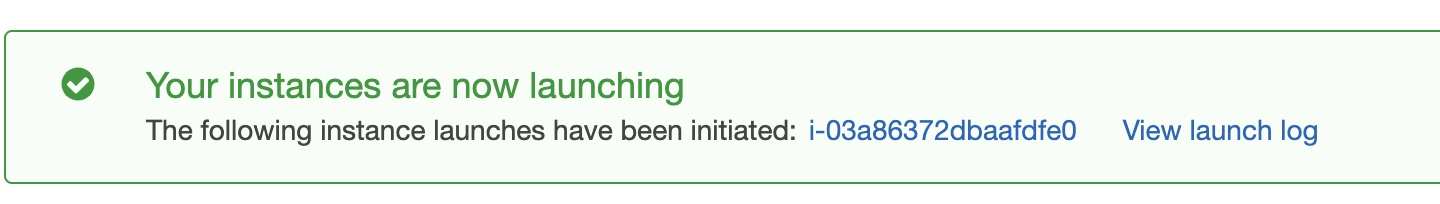 Your instances are now launching
The following instance launches have been initiated: i-03a86372dbaafdfe0 View launch log